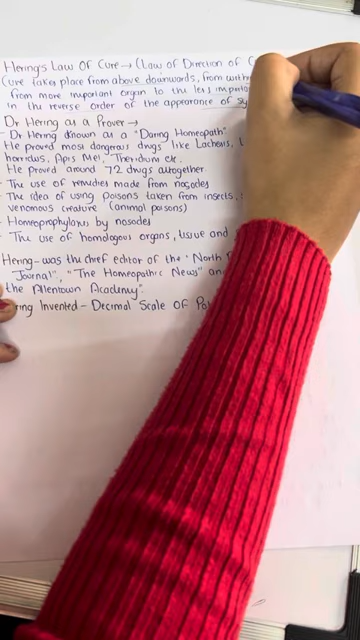 Hering's Law Of Cure → (Law of Direction of C
Cure takes place from above downwards, from within
from more important organ to the less importa
in the reverse order of the appearance of sy
Dr Hering as a Prover →
- Dr Hering known as a "Daring Homeopath"
He proved most dangerous drugs like Lachesis,
horridus, Apis Mel, Theridium etc.
He proved around 72 drugs altogether
- The use of remedies made from nosodes
- The idea of using poisons taken from insects,
venomous creature (animal poisons)
- Homeoprophylaxis by nosodes
- The use of homologous organs, tissue and
Hering - was the chief editor of the "North
Journal", "The Homeopathic News" and
the Allentown Academy".
ring Invented - Decimal Scale Of Po